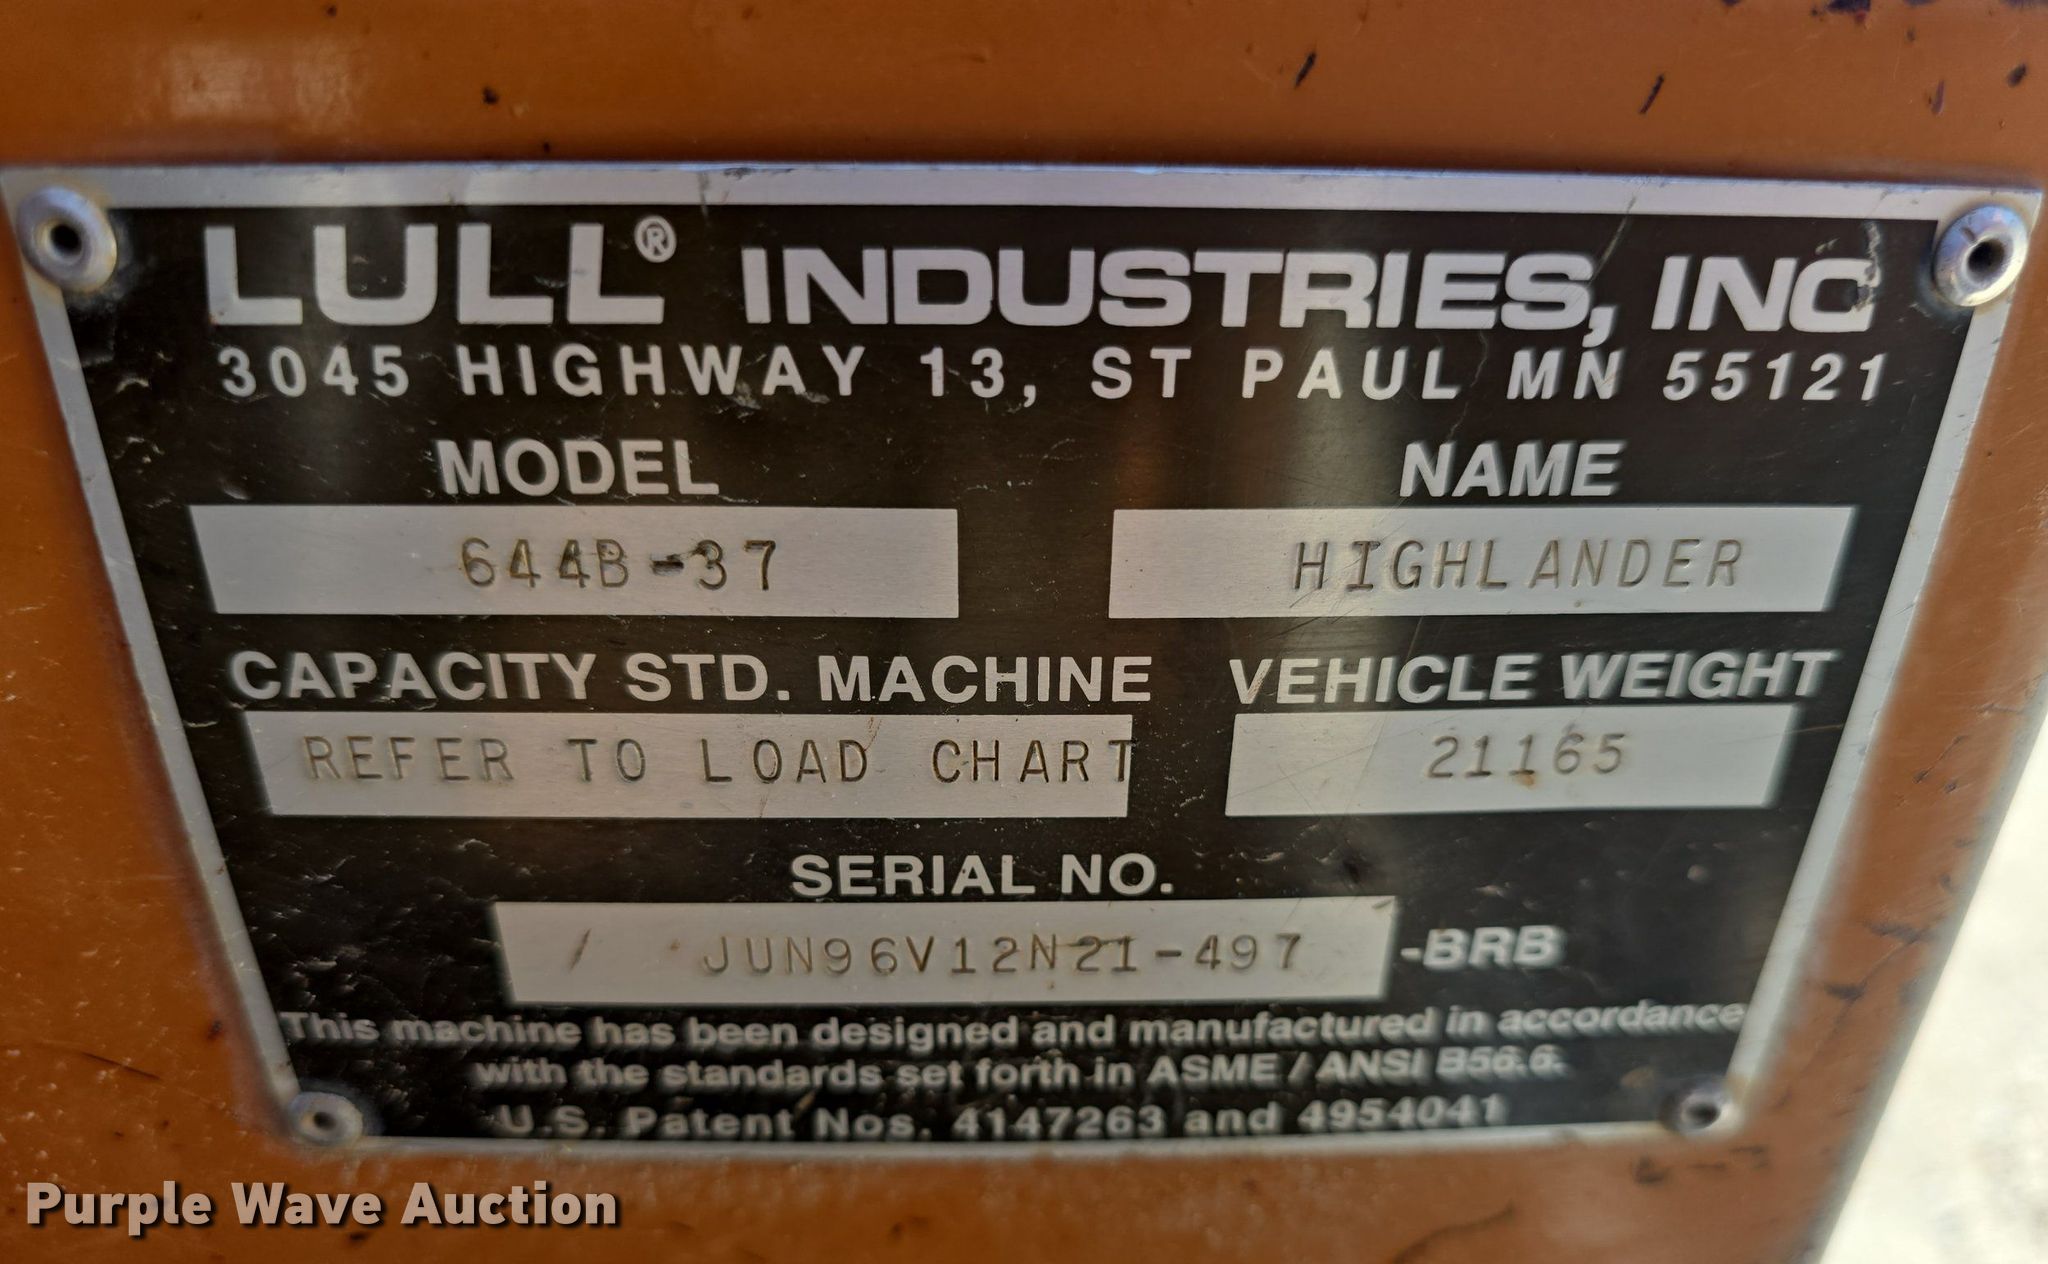 LULL® INDUSTRIES, INC
3045 HIGHWAY 13, ST PAUL MN 55121
MODEL NAME
644B-37 HIGHLANDER
CAPACITY STD. MACHINE VEHICLE WEIGHT
REFER TO LOAD CHART 21165
SERIAL NO.
/ JUN96V12N21-497 -BRB
This machine has been designed and manufactured in accordance
with the standards set forth in ASME / ANSI B56.6.
U.S. Patent Nos. 4147263 and 4954041
Purple Wave Auction